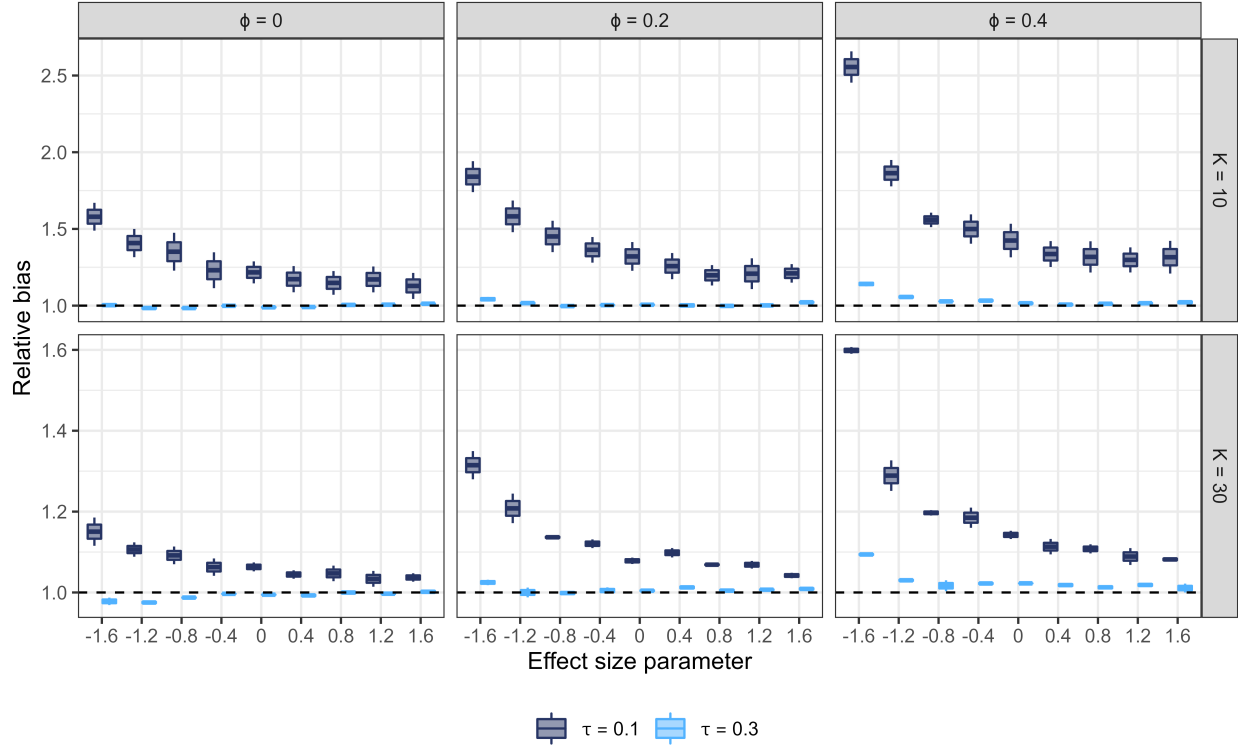 ϕ = 0 ϕ = 0.2 ϕ = 0.4
2.5
2.0
1.5
1.0
K = 10
Relative bias
1.6
1.4
1.2
1.0
K = 30
-1.6 -1.2 -0.8 -0.4 0 0.4 0.8 1.2 1.6 -1.6 -1.2 -0.8 -0.4 0 0.4 0.8 1.2 1.6 -1.6 -1.2 -0.8 -0.4 0 0.4 0.8 1.2 1.6
Effect size parameter
τ = 0.1 τ = 0.3